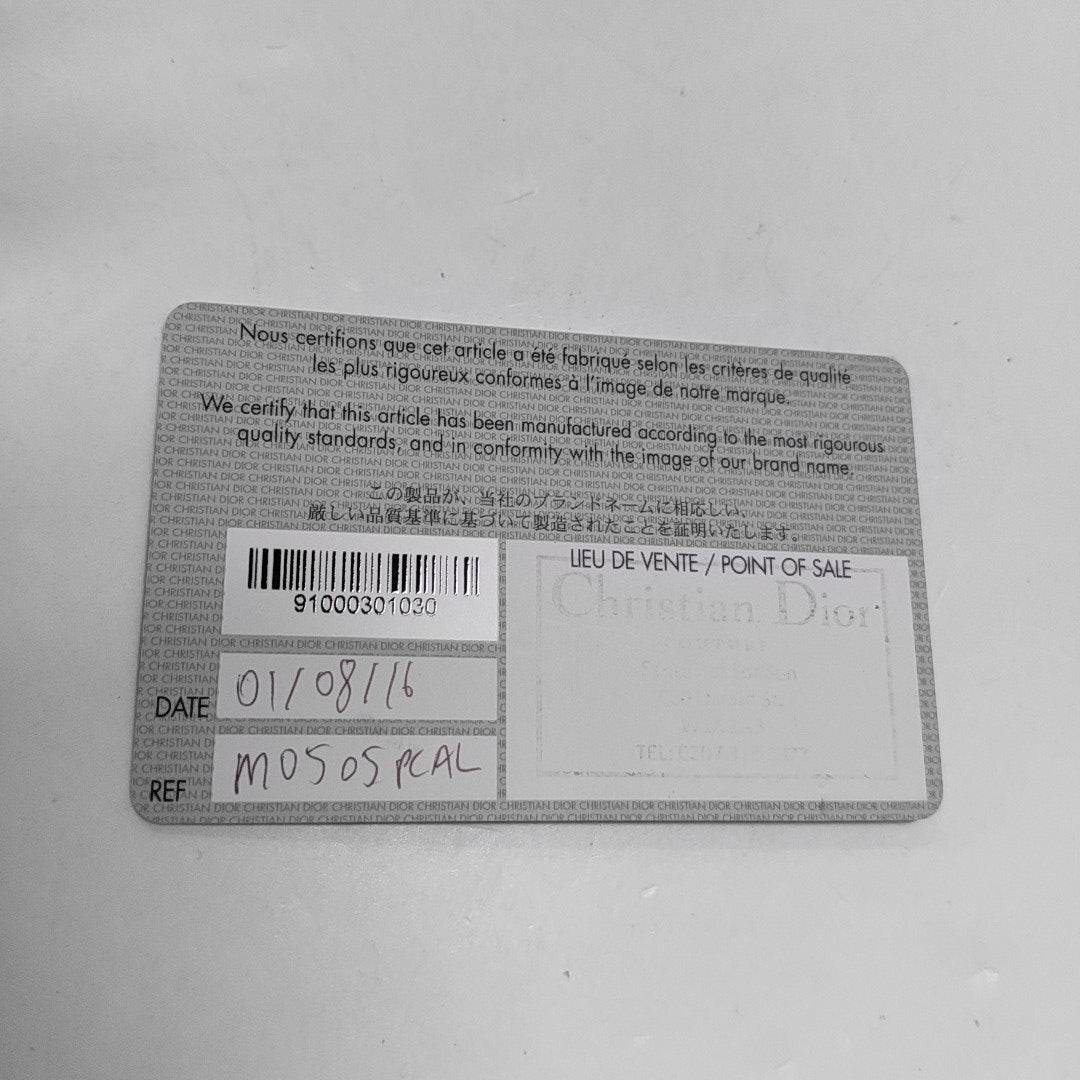 Nous certifions que cet article a été fabriqué selon les critères de qualité
les plus rigoureux conformes à l'image de notre marque.
We certify that this article has been manufactured according to the most rigourous
quality standards, and in conformity with the image of our brand name.
この製品が、当社のブランドネームに相応しい、
厳しい品質基準に基づいて製造されたことを証明いたします。
91000301030
DATE 01/08/16
REF M0505PCAL
LIEU DE VENTE / POINT OF SALE
Christian Dior